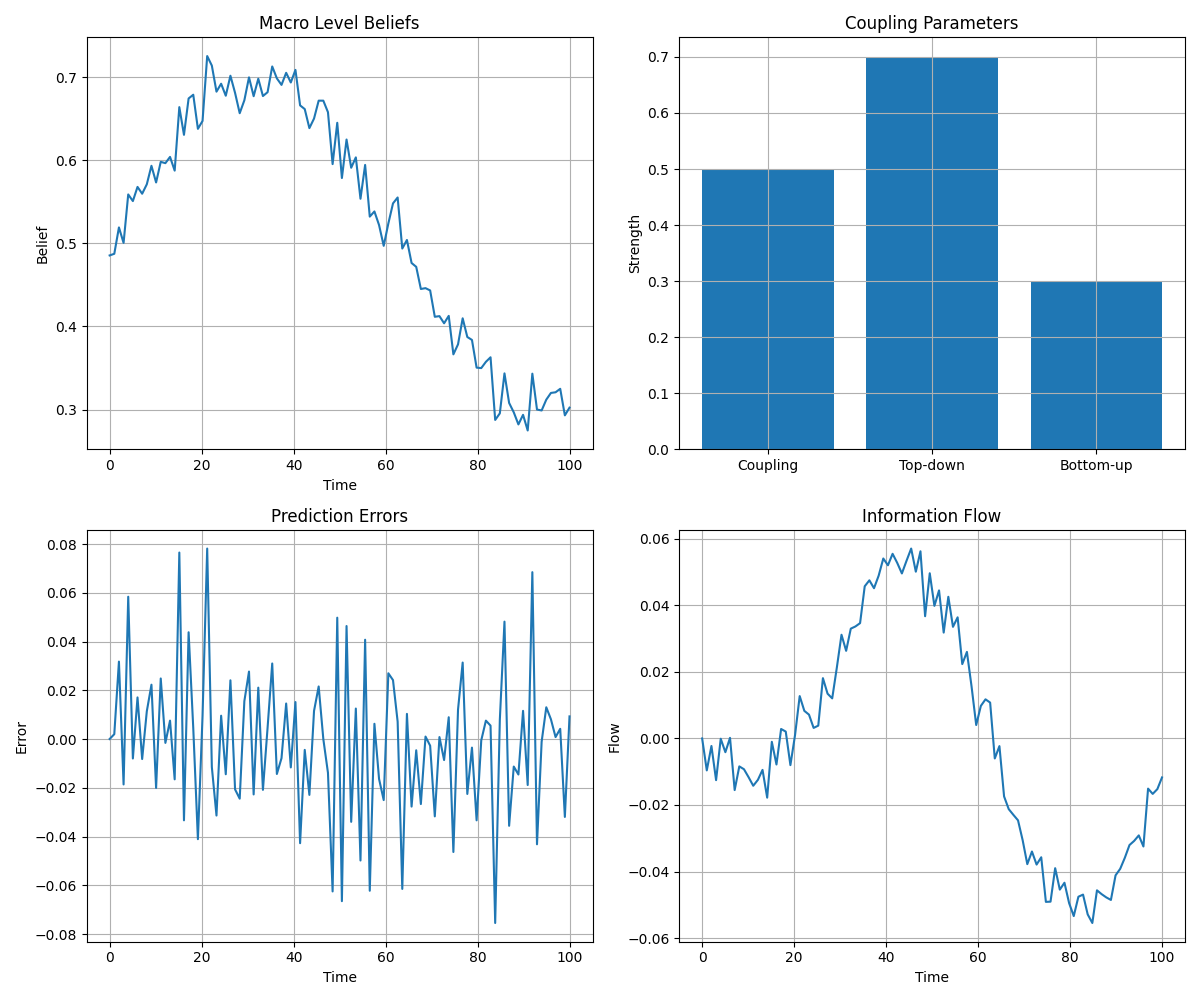 Macro Level Beliefs
Belief
0.7
0.6
0.5
0.4
0.3
0 20 40 60 80 100
Time
Coupling Parameters
Strength
0.7
0.6
0.5
0.4
0.3
0.2
0.1
0.0
Coupling Top-down Bottom-up
Prediction Errors
Error
0.08
0.06
0.04
0.02
0.00
−0.02
−0.04
−0.06
−0.08
0 20 40 60 80 100
Time
Information Flow
Flow
0.06
0.04
0.02
0.00
−0.02
−0.04
−0.06
0 20 40 60 80 100
Time